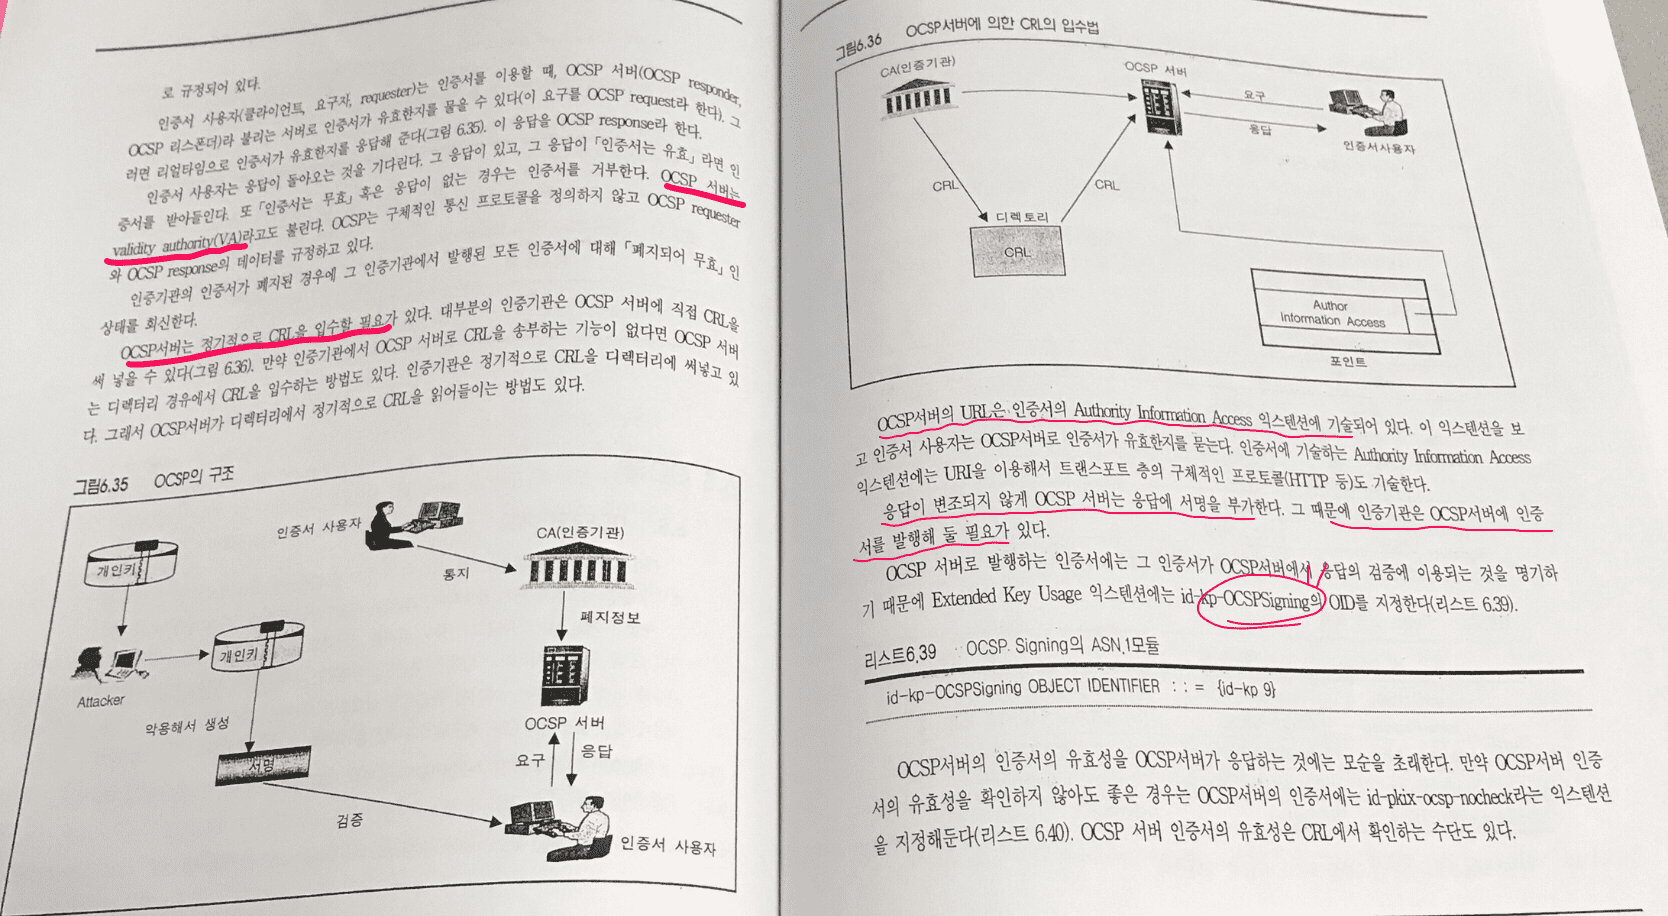 로 규정되어 있다.
인증서 사용자(클라이언트, 요구자, requester)는 인증서를 이용할 때, OCSP 서버(OCSP responder,
OCSP 리스폰더)라 불리는 서버로 인증서가 유효한지를 물을 수 있다(이 요구를 OCSP request라 한다). 그
러면 리얼타임으로 인증서가 유효한지를 응답해 준다(그림 6.35). 이 응답을 OCSP response라 한다.
인증서 사용자는 응답이 돌아오는 것을 기다린다. 그 응답이 있고, 그 응답이 「인증서는 유효」라면 인
증서를 받아들인다. 또 「인증서는 무효」 혹은 응답이 없는 경우는 인증서를 거부한다. OCSP 서버는
validity authority(VA)라고도 불린다. OCSP는 구체적인 통신 프로토콜을 정의하지 않고 OCSP requester
와 OCSP response의 데이터를 규정하고 있다.
인증기관의 인증서가 폐지된 경우에 그 인증기관에서 발행된 모든 인증서에 대해 「폐지되어 무효」인
상태를 회신한다.
OCSP서버는 정기적으로 CRL을 입수할 필요가 있다. 대부분의 인증기관은 OCSP 서버에 직접 CRL을
써 넣을 수 있다(그림 6.36). 만약 인증기관에서 OCSP 서버로 CRL을 송부하는 기능이 없다면 OCSP 서버
는 디랙터리 경유에서 CRL을 입수하는 방법도 있다. 인증기관은 정기적으로 CRL을 디랙터리에 써넣고 있
다. 그래서 OCSP서버가 디랙터리에서 정기적으로 CRL을 읽어들이는 방법도 있다.
그림6.35 OCSP의 구조
인증서 사용자
CA(인증기관)
개인키
통지
폐지정보
개인키
Attacker
악용해서 생성
OCSP 서버
요구
응답
서명
검증
인증서 사용자
그림6.36 OCSP서버에 의한 CRL의 입수법
CA(인증기관)
OCSP 서버
요구
응답
인증서사용자
CRL
CRL
디렉토리
CRL
Author
Information Access
포인트
OCSP서버의 URL은 인증서의 Authority Information Access 익스텐션에 기술되어 있다. 이 익스텐션을 보
고 인증서 사용자는 OCSP서버로 인증서가 유효한지를 묻는다. 인증서에 기술하는 Authority Information Access
익스텐션에는 URI을 이용해서 트랜스포트 층의 구체적인 프로토콜(HTTP 등)도 기술한다.
응답이 변조되지 않게 OCSP 서버는 응답에 서명을 부가한다. 그 때문에 인증기관은 OCSP서버에 인증
서를 발행해 둘 필요가 있다.
OCSP 서버로 발행하는 인증서에는 그 인증서가 OCSP서버에서 응답의 검증에 이용되는 것을 명기하
기 때문에 Extended Key Usage 익스텐션에는 id-kp-OCSPSigning의 OID를 지정한다(리스트 6.39).
리스트6.39 OCSP Signing의 ASN.1모듈
id-kp-OCSPSigning OBJECT IDENTIFIER : : = {id-kp 9}
OCSP서버의 인증서의 유효성을 OCSP서버가 응답하는 것에는 모순을 초래한다. 만약 OCSP서버 인증
서의 유효성을 확인하지 않아도 좋은 경우는 OCSP서버의 인증서에는 id-pkix-ocsp-nocheck라는 익스텐션
을 지정해둔다(리스트 6.40). OCSP 서버 인증서의 유효성은 CRL에서 확인하는 수단도 있다.